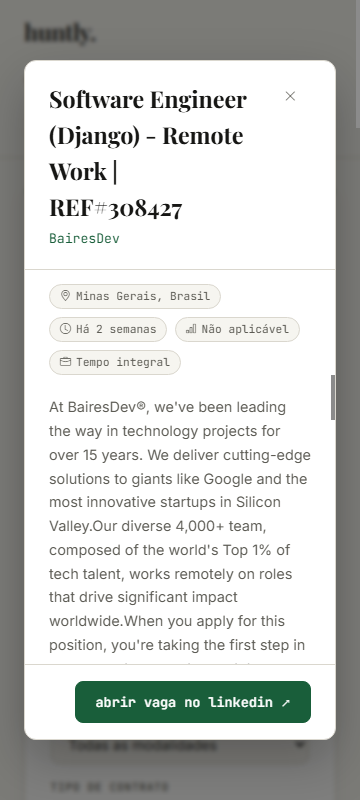 huntly.
Software Engineer
(Django) - Remote
Work |
REF#308427
BairesDev
Minas Gerais, Brasil
Há 2 semanas
Não aplicável
Tempo integral
At BairesDev®, we've been leading
the way in technology projects for
over 15 years. We deliver cutting-edge
solutions to giants like Google and the
most innovative startups in Silicon
Valley.Our diverse 4,000+ team,
composed of the world's Top 1% of
tech talent, works remotely on roles
that drive significant impact
worldwide.When you apply for this
position, you're taking the first step in
abrir vaga no linkedin ↗
Todas as modalidades
TIPO DE CONTRATO